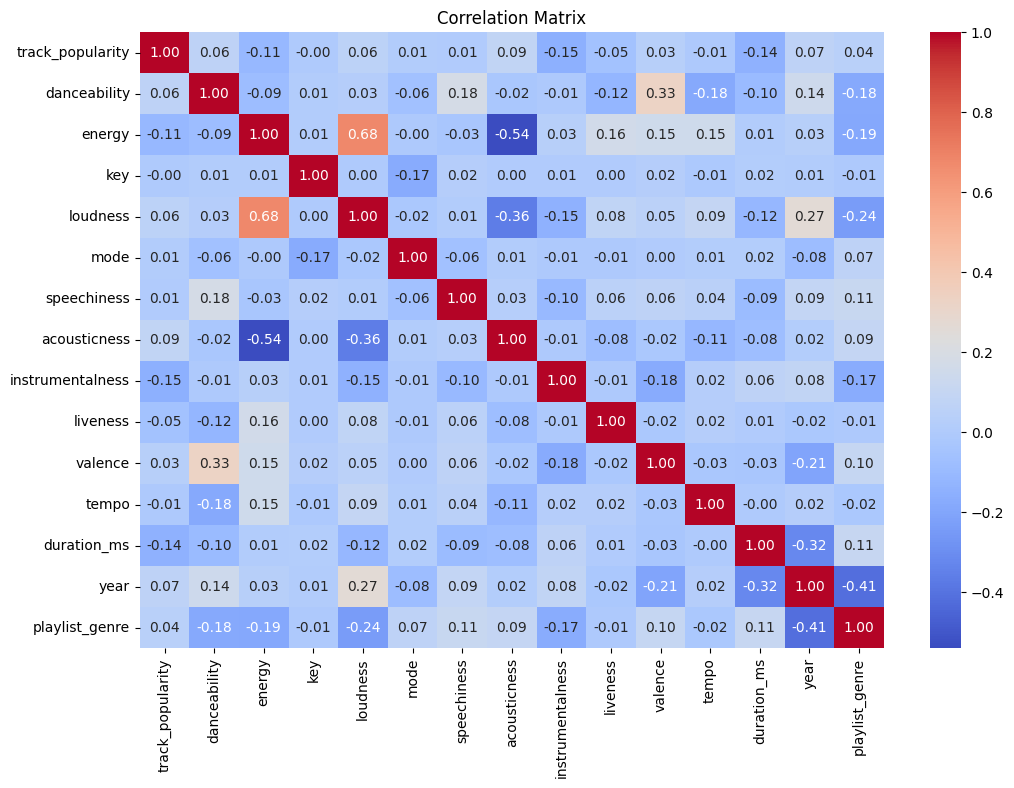 Correlation Matrix
track_popularity 1.00 0.06 -0.11 -0.00 0.06 0.01 0.01 0.09 -0.15 -0.05 0.03 -0.01 -0.14 0.07 0.04
danceability 0.06 1.00 -0.09 0.01 0.03 -0.06 0.18 -0.02 -0.01 -0.12 0.33 -0.18 -0.10 0.14 -0.18
energy -0.11 -0.09 1.00 0.01 0.68 -0.00 -0.03 -0.54 0.03 0.16 0.15 0.15 0.01 0.03 -0.19
key -0.00 0.01 0.01 1.00 0.00 -0.17 0.02 0.00 0.01 0.00 0.02 -0.01 0.02 0.01 -0.01
loudness 0.06 0.03 0.68 0.00 1.00 -0.02 0.01 -0.36 -0.15 0.08 0.05 0.09 -0.12 0.27 -0.24
mode 0.01 -0.06 -0.00 -0.17 -0.02 1.00 -0.06 0.01 -0.01 -0.01 0.00 0.01 0.02 -0.08 0.07
speechiness 0.01 0.18 -0.03 0.02 0.01 -0.06 1.00 0.03 -0.10 0.06 0.06 0.04 -0.09 0.09 0.11
acousticness 0.09 -0.02 -0.54 0.00 -0.36 0.01 0.03 1.00 -0.01 -0.08 -0.02 -0.11 -0.08 0.02 0.09
instrumentalness -0.15 -0.01 0.03 0.01 -0.15 -0.01 -0.10 -0.01 1.00 -0.01 -0.18 0.02 0.06 0.08 -0.17
liveness -0.05 -0.12 0.16 0.00 0.08 -0.01 0.06 -0.08 -0.01 1.00 -0.02 0.02 0.01 -0.02 -0.01
valence 0.03 0.33 0.15 0.02 0.05 0.00 0.06 -0.02 -0.18 -0.02 1.00 -0.03 -0.03 -0.21 0.10
tempo -0.01 -0.18 0.15 -0.01 0.09 0.01 0.04 -0.11 0.02 0.02 -0.03 1.00 -0.00 0.02 -0.02
duration_ms -0.14 -0.10 0.01 0.02 -0.12 0.02 -0.09 -0.08 0.06 0.01 -0.03 -0.00 1.00 -0.32 0.11
year 0.07 0.14 0.03 0.01 0.27 -0.08 0.09 0.02 0.08 -0.02 -0.21 0.02 -0.32 1.00 -0.41
playlist_genre 0.04 -0.18 -0.19 -0.01 -0.24 0.07 0.11 0.09 -0.17 -0.01 0.10 -0.02 0.11 -0.41 1.00
track_popularity
danceability
energy
key
loudness
mode
speechiness
acousticness
instrumentalness
liveness
valence
tempo
duration_ms
year
playlist_genre
1.0
0.8
0.6
0.4
0.2
0.0
−0.2
−0.4